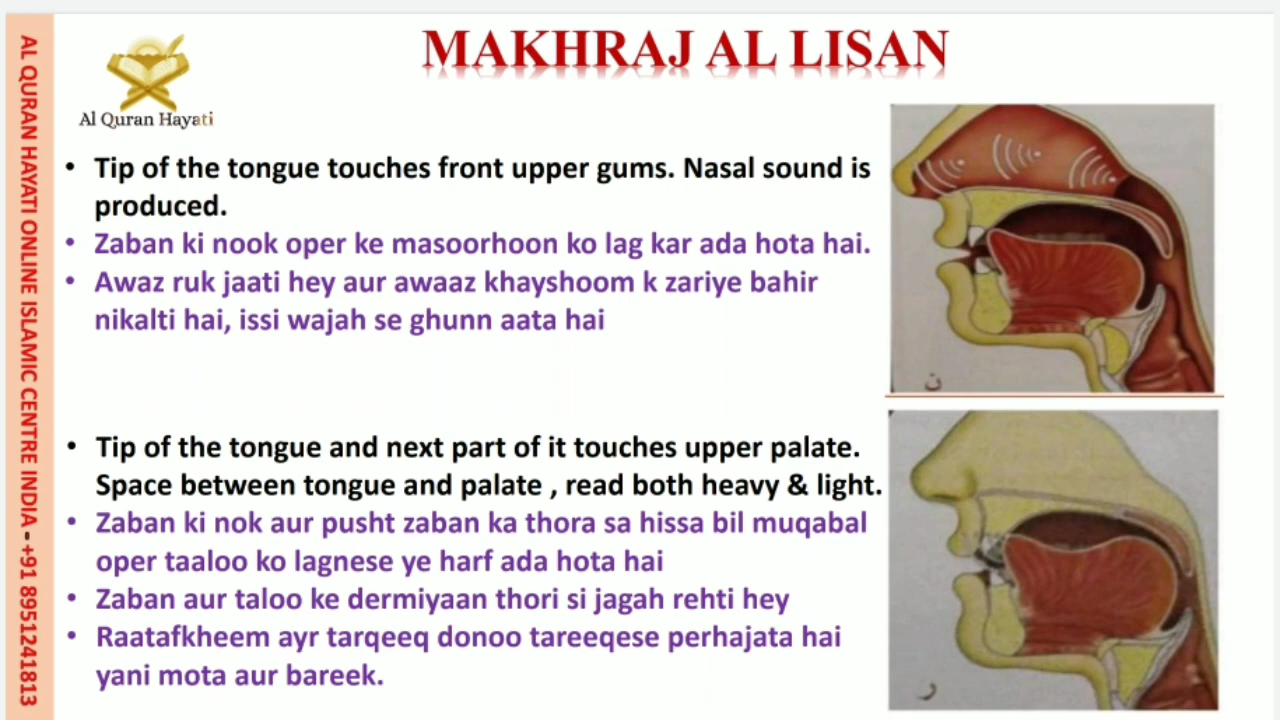 AL QURAN HAYATI ONLINE ISLAMIC CENTRE INDIA - +91 8951241813
Al Quran Hayati
MAKHRAJ AL LISAN
• Tip of the tongue touches front upper gums. Nasal sound is
produced.
• Zaban ki nook oper ke masoorhoon ko lag kar ada hota hai.
• Awaz ruk jaati hey aur awaaz khayshoom k zariye bahir
nikalti hai, issi wajah se ghunn aata hai
ن
• Tip of the tongue and next part of it touches upper palate.
Space between tongue and palate , read both heavy & light.
• Zaban ki nok aur pusht zaban ka thora sa hissa bil muqabal
oper taaloo ko lagnese ye harf ada hota hai
• Zaban aur taloo ke dermiyaan thori si jagah rehti hey
• Raatafkheem ayr tarqeeq donoo tareeqese perhajata hai
yani mota aur bareek.
ر